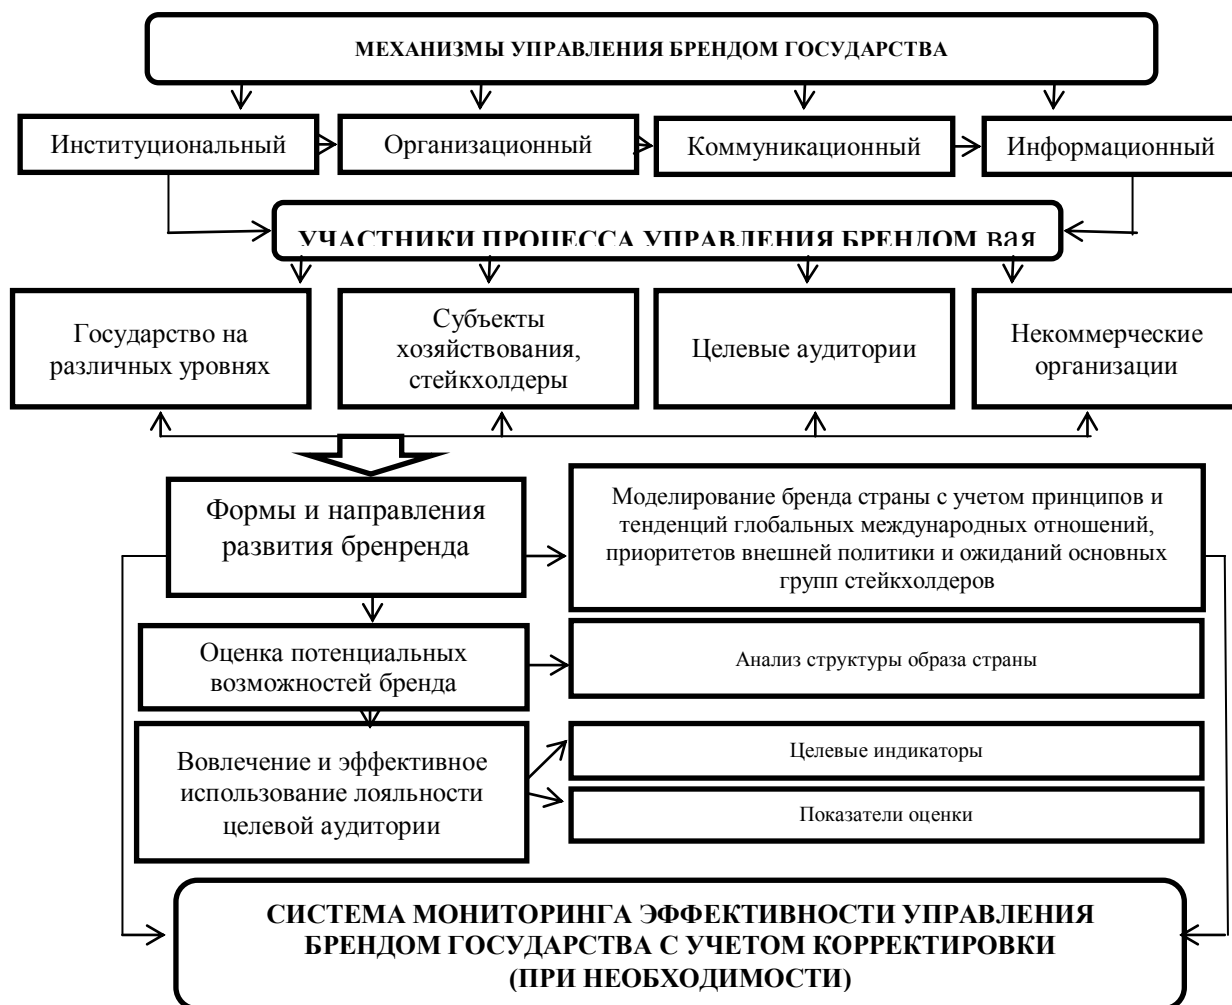 МЕХАНИЗМЫ УПРАВЛЕНИЯ БРЕНДОМ ГОСУДАРСТВА
Институциональный
Организационный
Коммуникационный
Информационный
УЧАСТНИКИ ПРОЦЕССА УПРАВЛЕНИЯ БРЕНДОМ вая
Государство на
различных уровнях
Субъекты
хозяйствования,
стейкхолдеры
Целевые аудитории
Некоммерческие
организации
Формы и направления
развития бренренда
Моделирование бренда страны с учетом принципов и
тенденций глобальных международных отношений,
приоритетов внешней политики и ожиданий основных
групп стейкхолдеров
Оценка потенциальных
возможностей бренда
Анализ структуры образа страны
Вовлечение и эффективное
использование лояльности
целевой аудитории
Целевые индикаторы
Показатели оценки
СИСТЕМА МОНИТОРИНГА ЭФФЕКТИВНОСТИ УПРАВЛЕНИЯ
БРЕНДОМ ГОСУДАРСТВА С УЧЕТОМ КОРРЕКТИРОВКИ
(ПРИ НЕОБХОДИМОСТИ)